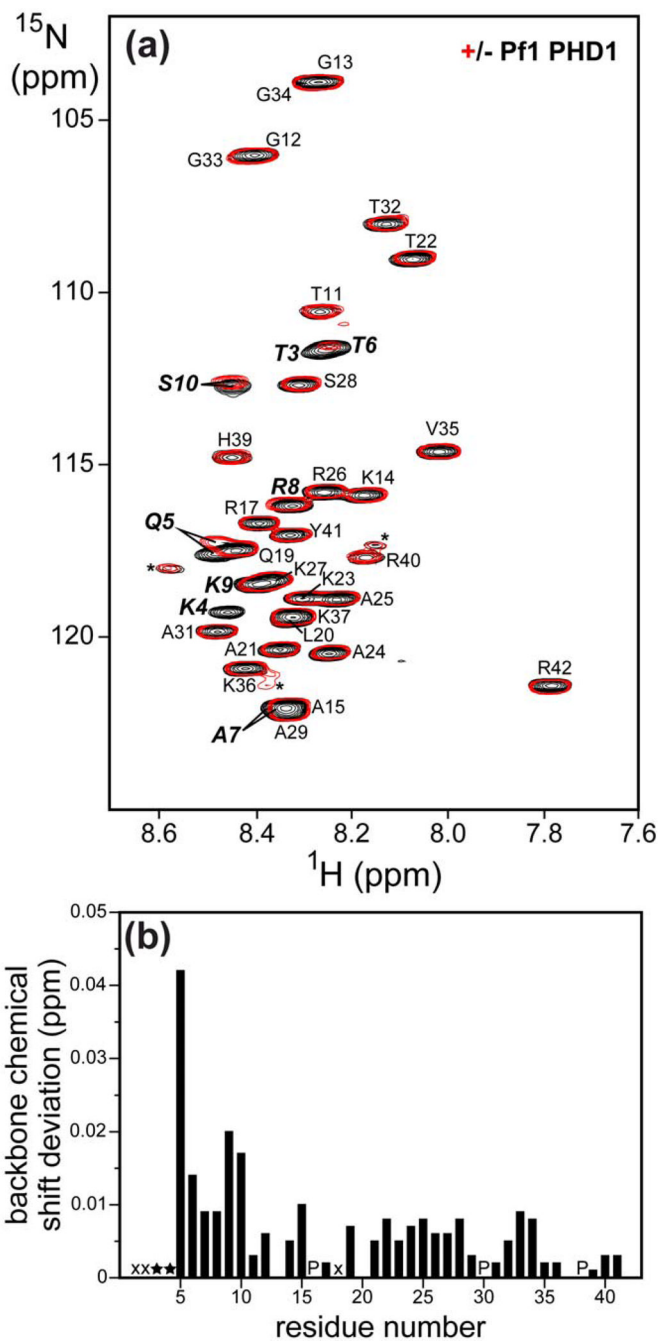 15N
(ppm)
(a)
+/- Pf1 PHD1
G13
G34
G12
G33
105
T32
T22
110
T11
T3
T6
S10
S28
H39
V35
115
R8
R26
K14
R17
Q5
Y41
*
*
Q19
R40
K9
K27
K23
K4
A25
K37
120
A31
L20
A21
A24
K36
*
R42
A7
A15
A29
8.6
8.4
8.2
8.0
7.8
7.6
1H (ppm)
0.05
(b)
0.04
0.03
0.02
0.01
0
backbone chemical
shift deviation (ppm)
xx★★
P
x
P
P
5
10
15
20
25
30
35
40
residue number